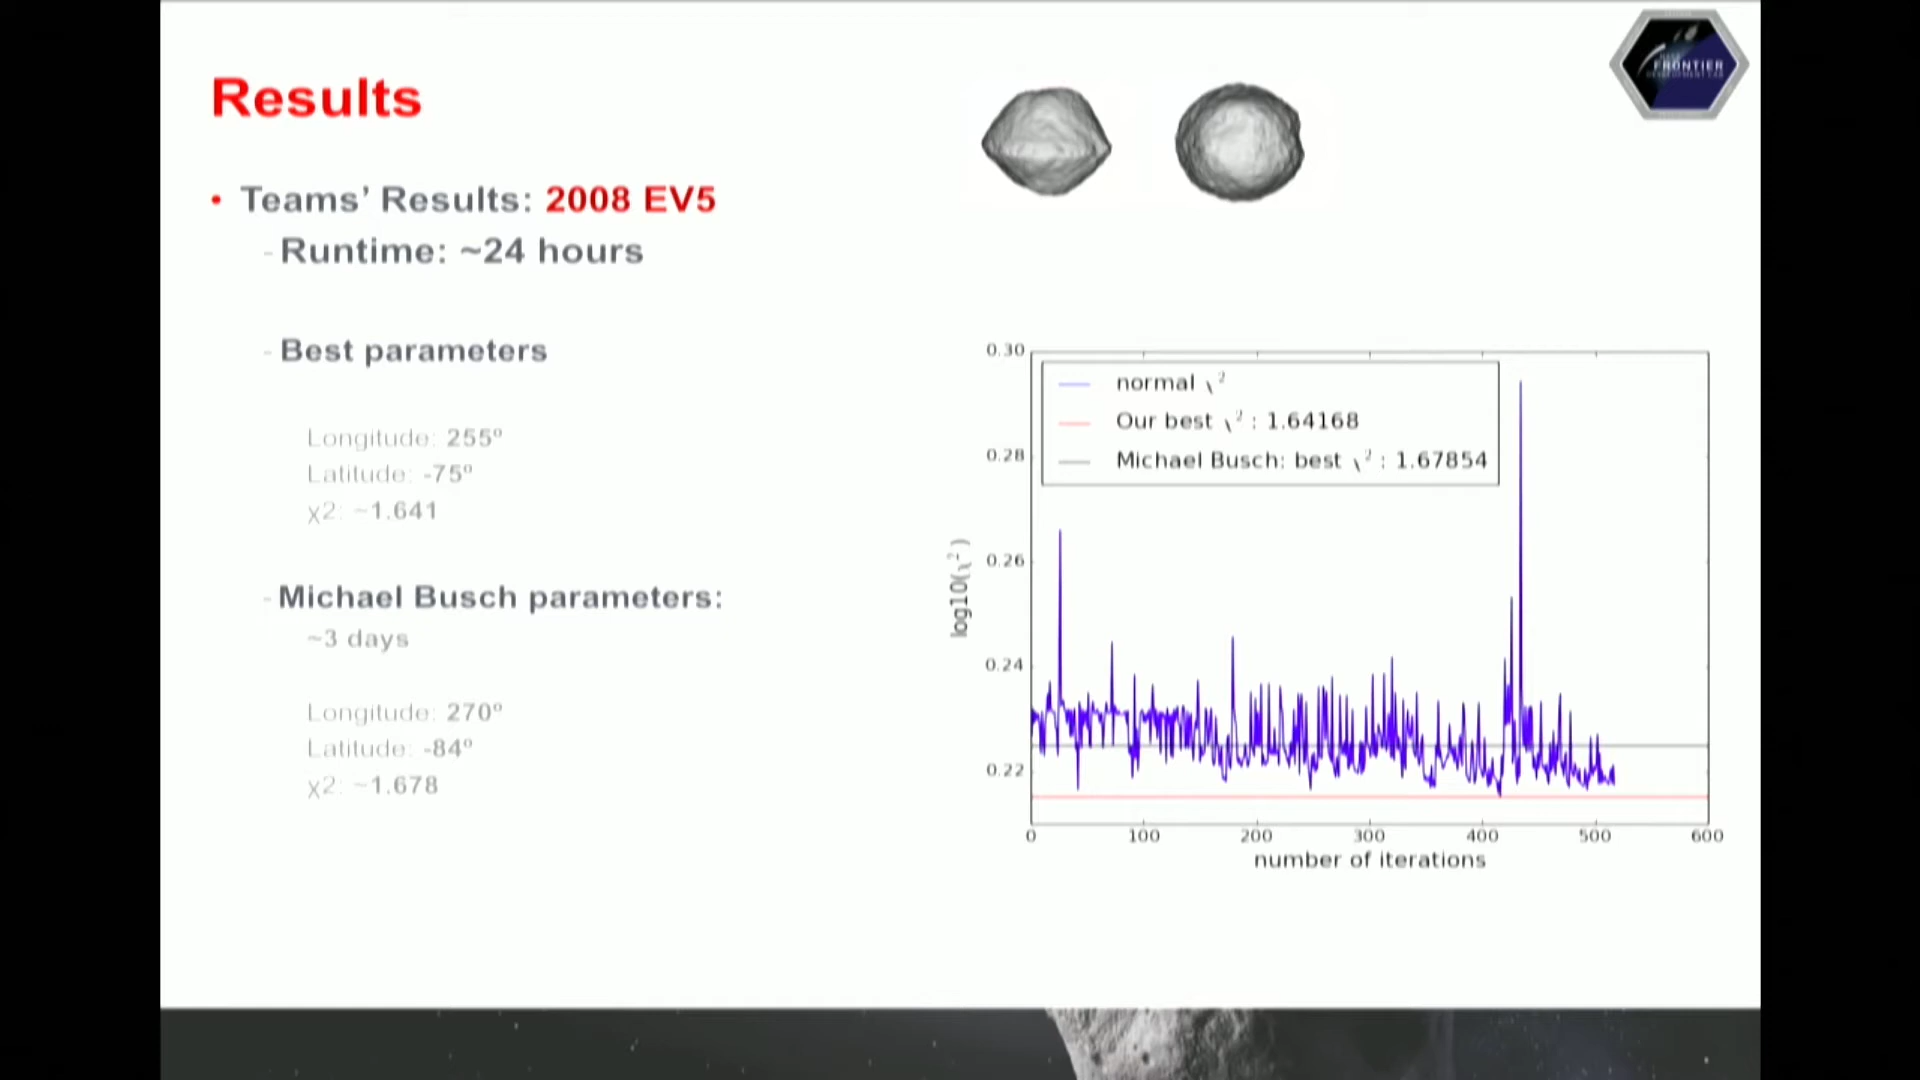 FRONTIER
DEVELOPMENT LAB
Results
• Teams’ Results: 2008 EV5
- Runtime: ~24 hours
- Best parameters
Longitude: 255º
Latitude: -75º
χ2: ~1.641
- Michael Busch parameters:
~3 days
Longitude: 270º
Latitude: -84º
χ2: ~1.678
normal χ²
Our best χ² : 1.64168
Michael Busch: best χ² : 1.67854
log10(χ²)
0.30
0.28
0.26
0.24
0.22
0 100 200 300 400 500 600
number of iterations